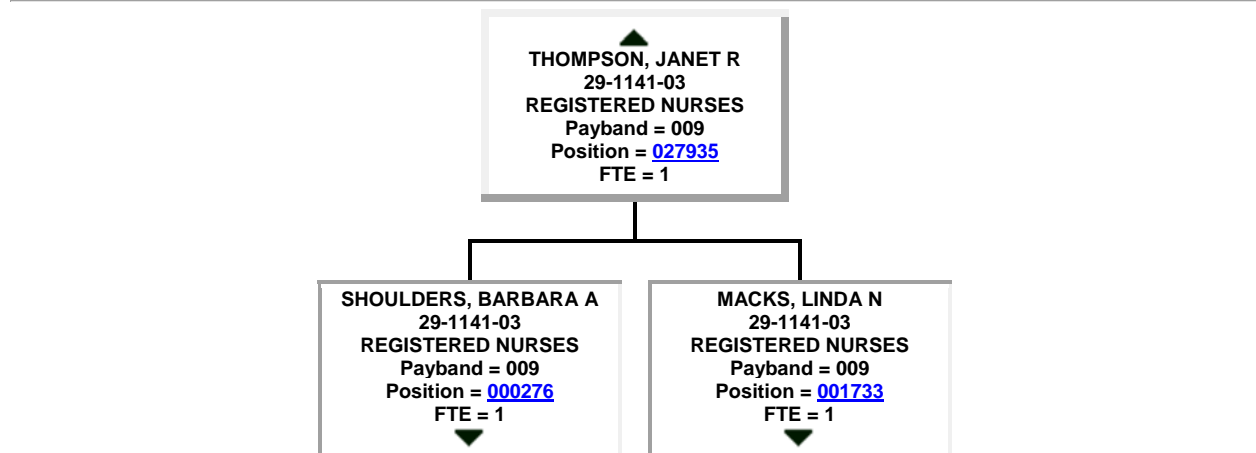 THOMPSON, JANET R
29-1141-03
REGISTERED NURSES
Payband = 009
Position = 027935
FTE = 1
SHOULDERS, BARBARA A
29-1141-03
REGISTERED NURSES
Payband = 009
Position = 000276
FTE = 1
MACKS, LINDA N
29-1141-03
REGISTERED NURSES
Payband = 009
Position = 001733
FTE = 1